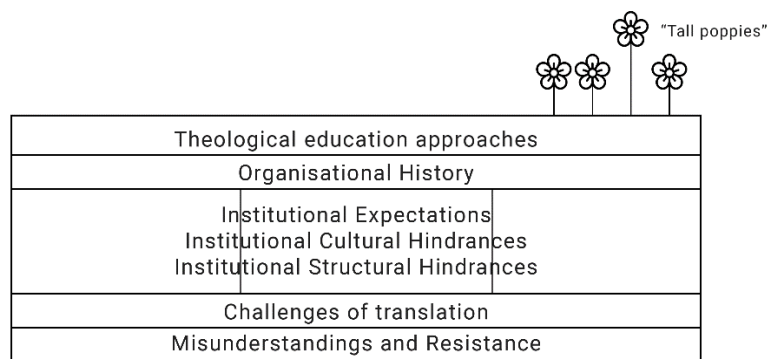 “Tall poppies”
Theological education approaches
Organisational History
Institutional Expectations
Institutional Cultural Hindrances
Institutional Structural Hindrances
Challenges of translation
Misunderstandings and Resistance